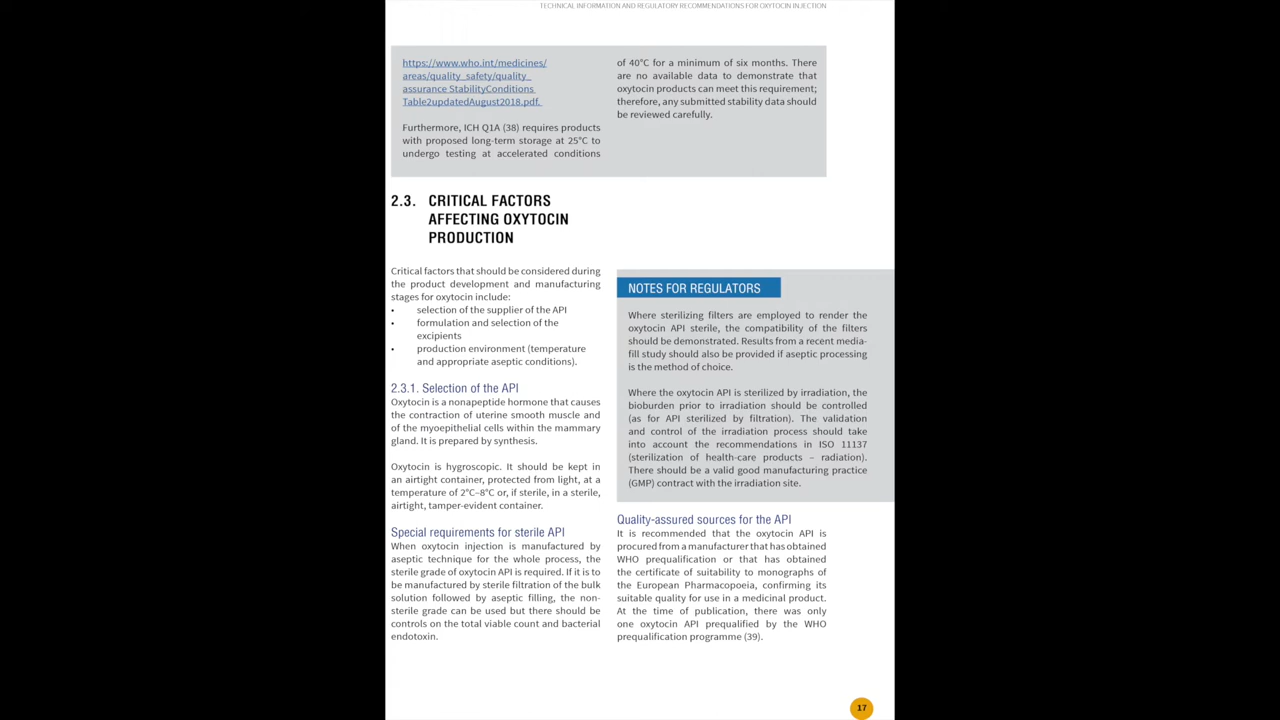 TECHNICAL INFORMATION AND REGULATORY RECOMMENDATIONS FOR OXYTOCIN INJECTION
https://www.who.int/medicines/
areas/quality_safety/quality_
assurance StabilityConditions
Table2updatedAugust2018.pdf.
Furthermore, ICH Q1A (38) requires products
with proposed long-term storage at 25°C to
undergo testing at accelerated conditions
of 40°C for a minimum of six months. There
are no available data to demonstrate that
oxytocin products can meet this requirement;
therefore, any submitted stability data should
be reviewed carefully.
2.3. CRITICAL FACTORS
AFFECTING OXYTOCIN
PRODUCTION
Critical factors that should be considered during
the product development and manufacturing
stages for oxytocin include:
• selection of the supplier of the API
• formulation and selection of the
excipients
• production environment (temperature
and appropriate aseptic conditions).
2.3.1. Selection of the API
Oxytocin is a nonapeptide hormone that causes
the contraction of uterine smooth muscle and
of the myoepithelial cells within the mammary
gland. It is prepared by synthesis.
Oxytocin is hygroscopic. It should be kept in
an airtight container, protected from light, at a
temperature of 2°C–8°C or, if sterile, in a sterile,
airtight, tamper-evident container.
Special requirements for sterile API
When oxytocin injection is manufactured by
aseptic technique for the whole process, the
sterile grade of oxytocin API is required. If it is to
be manufactured by sterile filtration of the bulk
solution followed by aseptic filling, the non-
sterile grade can be used but there should be
controls on the total viable count and bacterial
endotoxin.
NOTES FOR REGULATORS
Where sterilizing filters are employed to render the
oxytocin API sterile, the compatibility of the filters
should be demonstrated. Results from a recent media-
fill study should also be provided if aseptic processing
is the method of choice.
Where the oxytocin API is sterilized by irradiation, the
bioburden prior to irradiation should be controlled
(as for API sterilized by filtration). The validation
and control of the irradiation process should take
into account the recommendations in ISO 11137
(sterilization of health-care products – radiation).
There should be a valid good manufacturing practice
(GMP) contract with the irradiation site.
Quality-assured sources for the API
It is recommended that the oxytocin API is
procured from a manufacturer that has obtained
WHO prequalification or that has obtained
the certificate of suitability to monographs of
the European Pharmacopoeia, confirming its
suitable quality for use in a medicinal product.
At the time of publication, there was only
one oxytocin API prequalified by the WHO
prequalification programme (39).
17